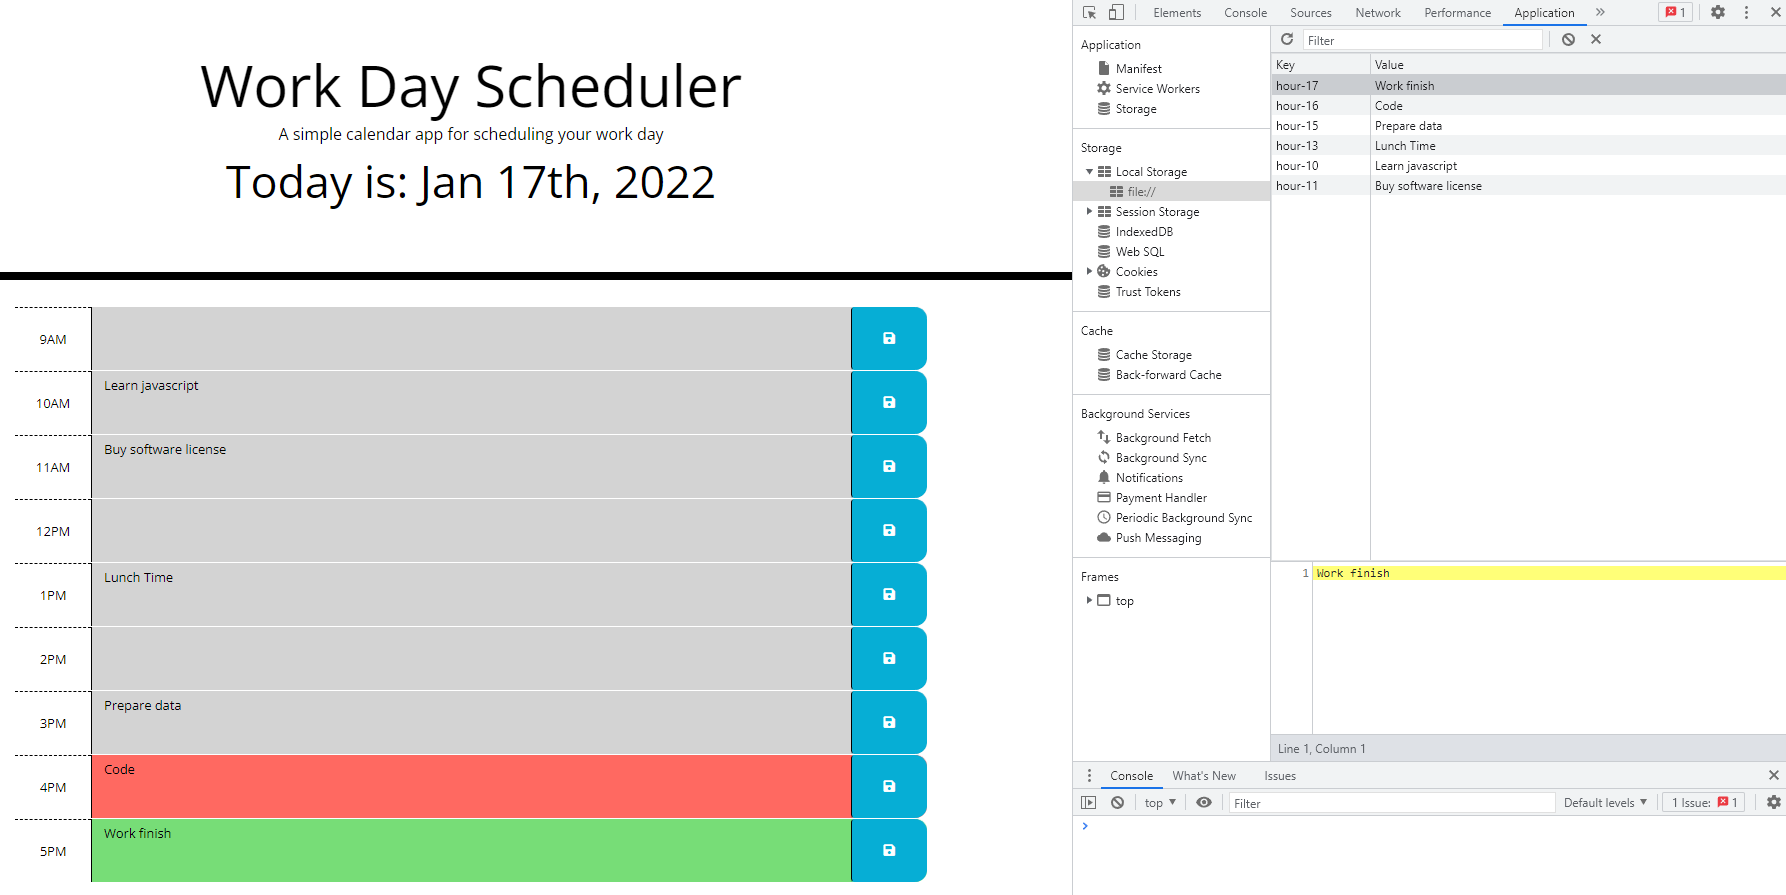 Work Day Scheduler
A simple calendar app for scheduling your work day
Today is: Jan 17th, 2022
9AM
10AM Learn javascript
11AM Buy software license
12PM
1PM Lunch Time
2PM
3PM Prepare data
4PM Code
5PM Work finish
Elements Console Sources Network Performance Application » 1
Application
Manifest
Service Workers
Storage
Storage
Local Storage
file://
Session Storage
IndexedDB
Web SQL
Cookies
Trust Tokens
Cache
Cache Storage
Back-forward Cache
Background Services
Background Fetch
Background Sync
Notifications
Payment Handler
Periodic Background Sync
Push Messaging
Frames
top
Filter
Key Value
hour-17 Work finish
hour-16 Code
hour-15 Prepare data
hour-13 Lunch Time
hour-10 Learn javascript
hour-11 Buy software license
1 Work finish
Line 1, Column 1
Console What's New Issues
top Filter Default levels 1 Issue: 1